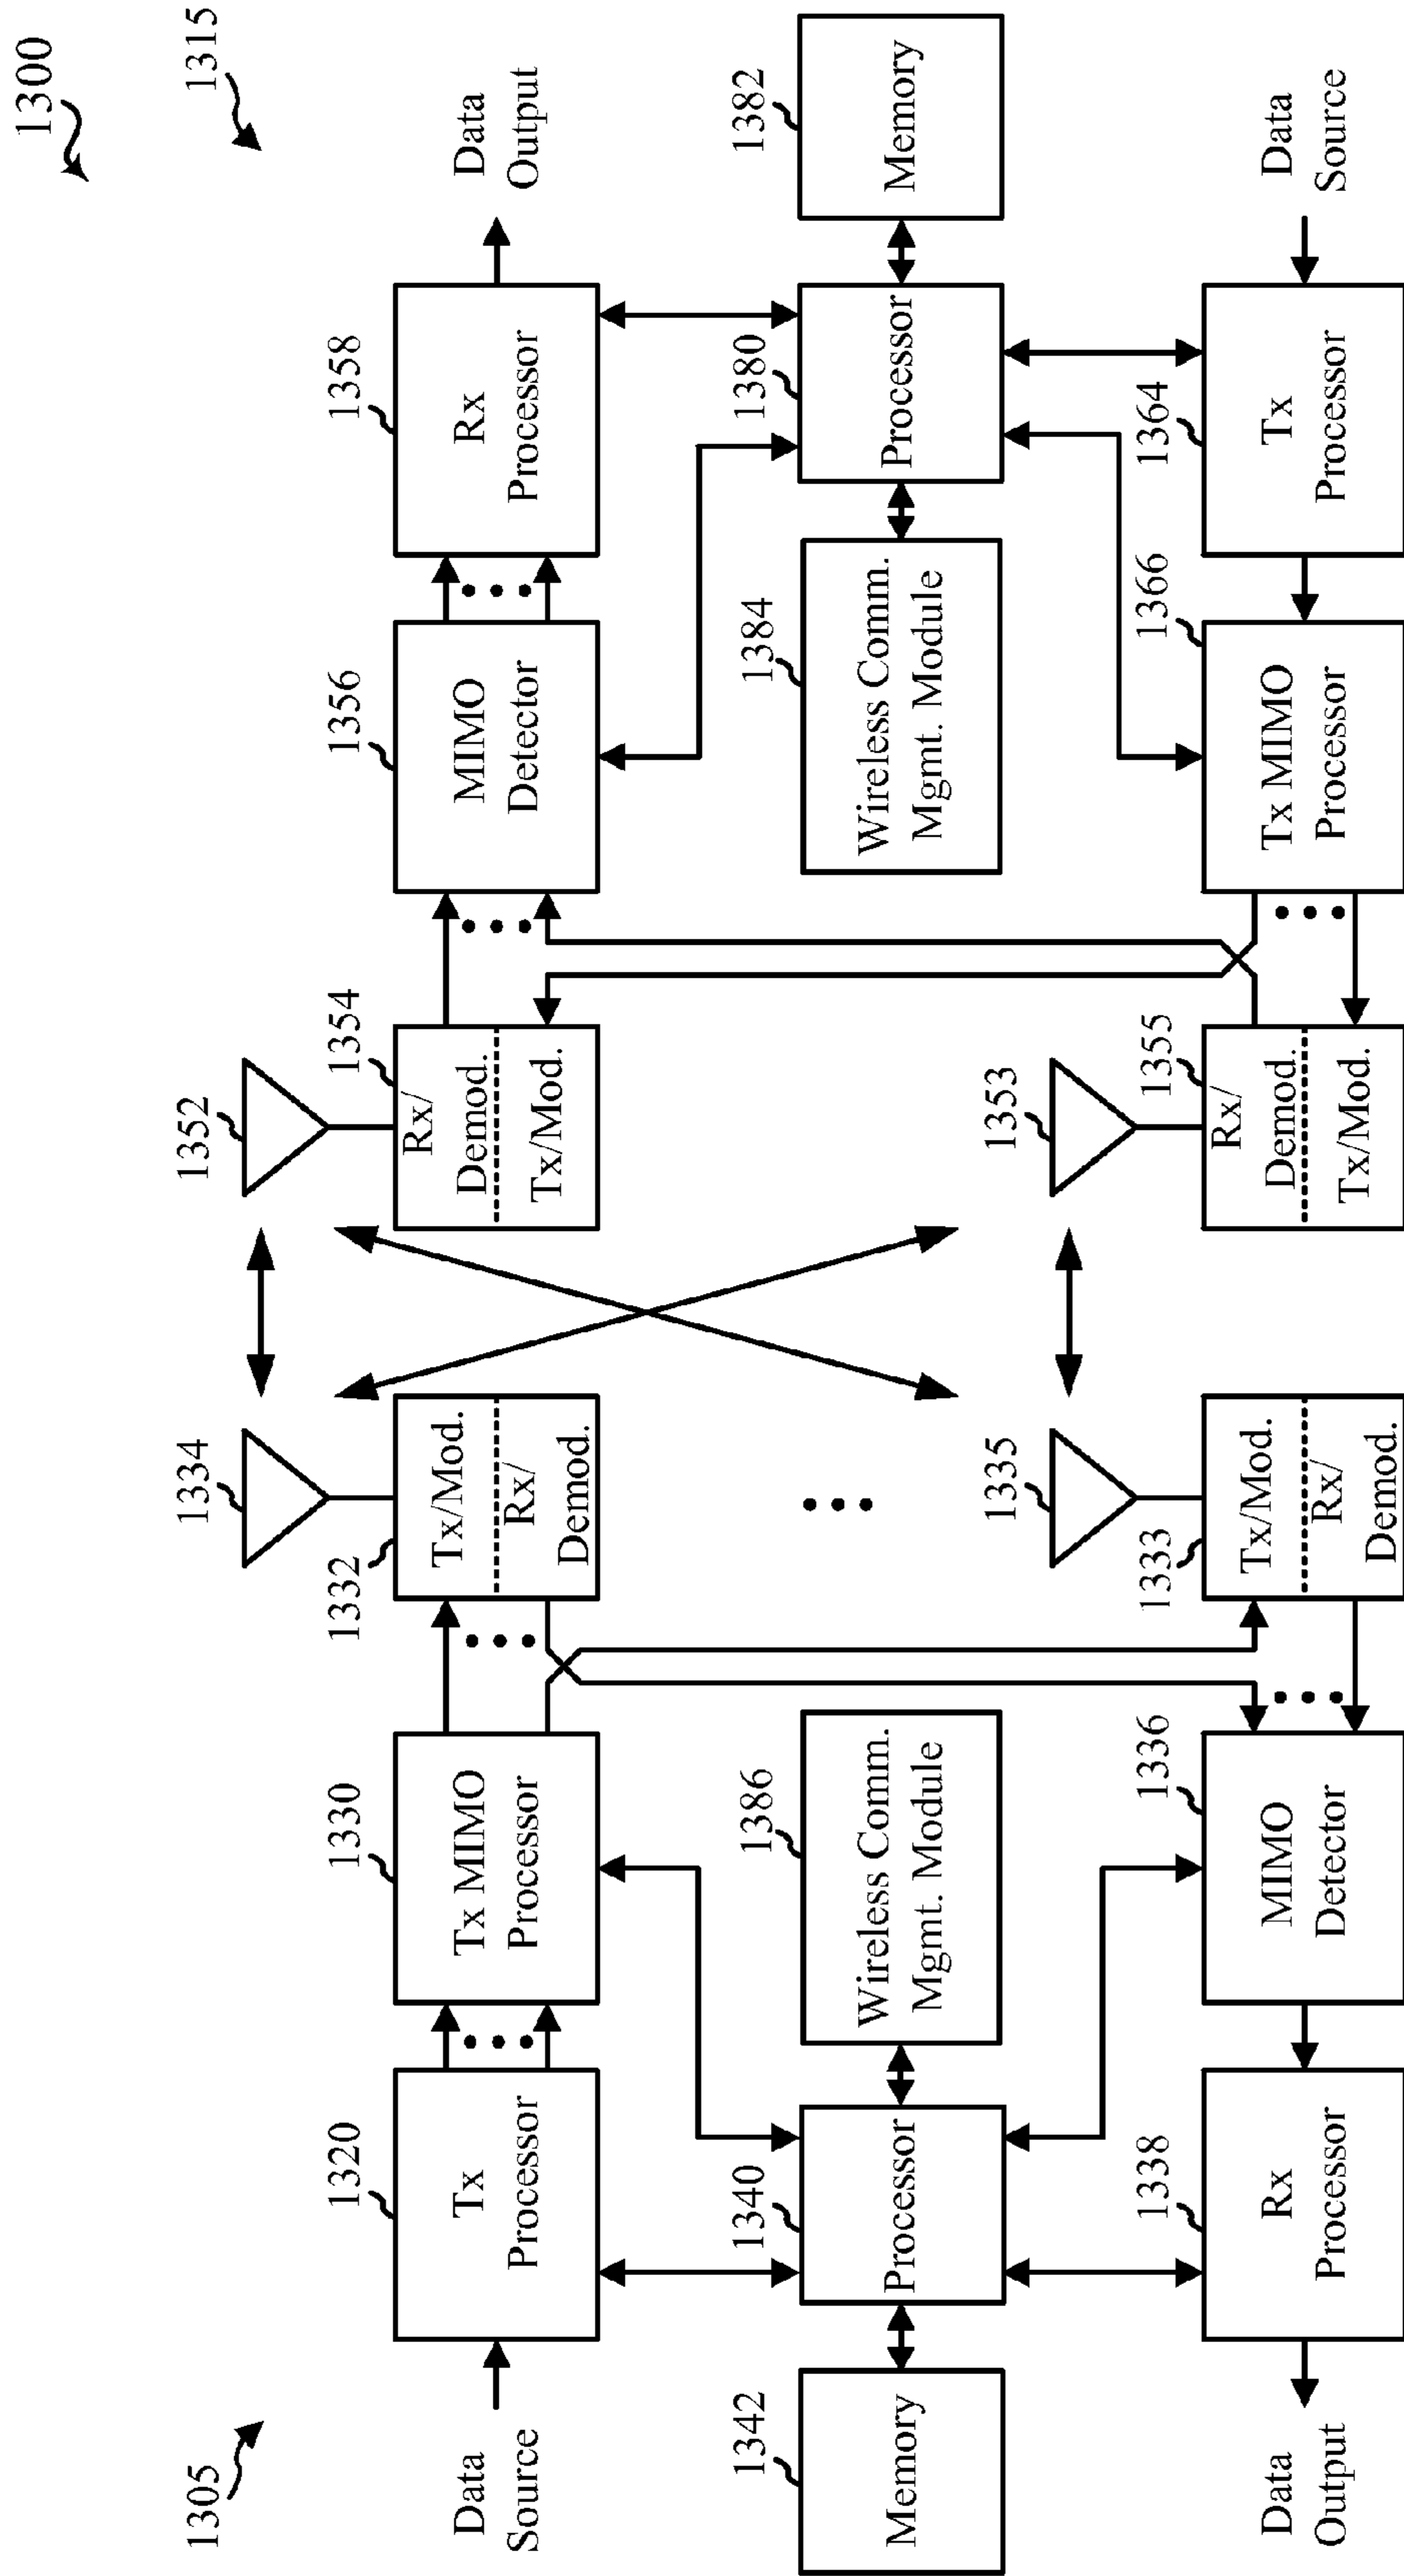 1300
1305
1315
1334
1352
Data
Source
1320
Tx
Processor
1330
Tx MIMO
Processor
1332
Tx/Mod.
Rx/
Demod.
1354
Rx/
Demod.
Tx/Mod.
1356
MIMO
Detector
1358
Rx
Processor
Data
Output
1342
Memory
1340
Processor
1386
Wireless Comm.
Mgmt. Module
1384
Wireless Comm.
Mgmt. Module
1380
Processor
1382
Memory
1335
1353
Data
Output
1338
Rx
Processor
1336
MIMO
Detector
1333
Tx/Mod.
Rx/
Demod.
1355
Rx/
Demod.
Tx/Mod.
1366
Tx MIMO
Processor
1364
Tx
Processor
Data
Source